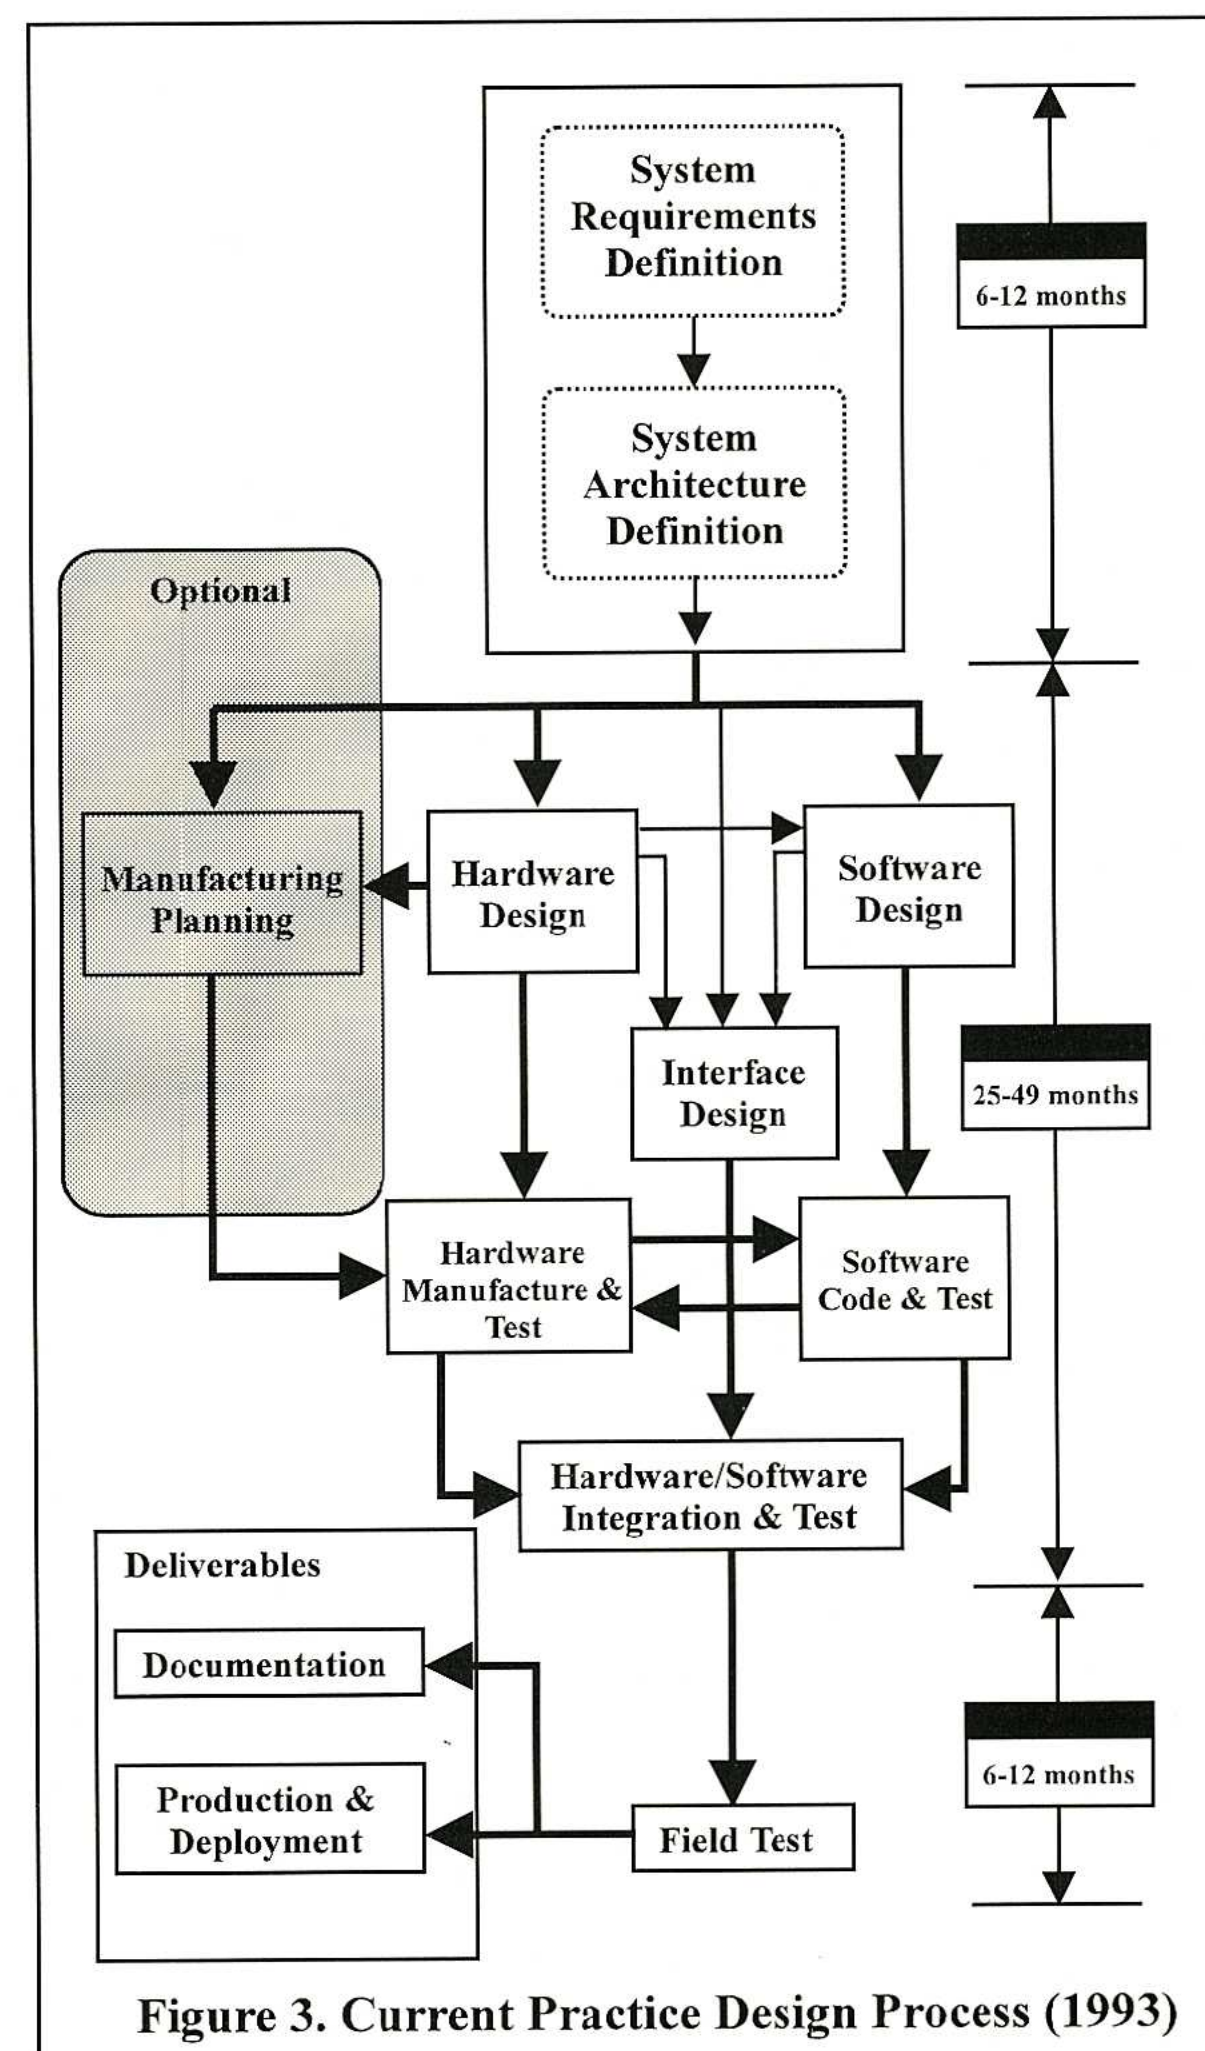 System
Requirements
Definition
6-12 months
System
Architecture
Definition
Optional
Manufacturing
Planning
Hardware
Design
Software
Design
Interface
Design
25-49 months
Hardware
Manufacture &
Test
Software
Code & Test
Hardware/Software
Integration & Test
Deliverables
Documentation
Production &
Deployment
Field Test
6-12 months
Figure 3. Current Practice Design Process (1993)